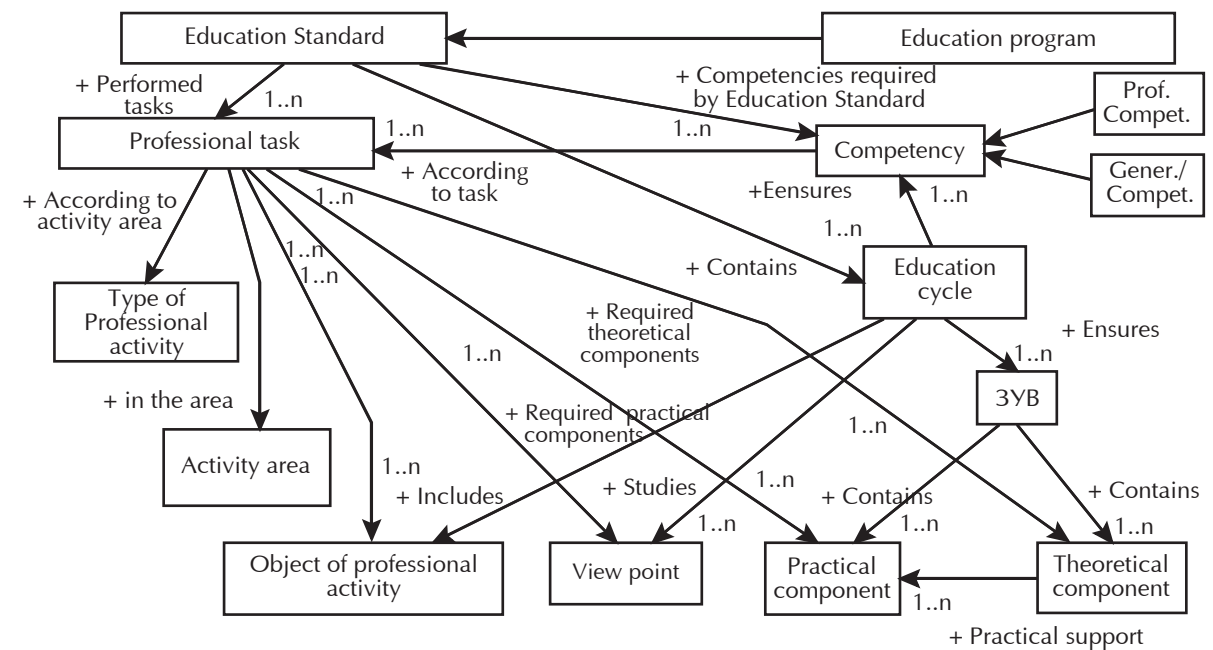 Education Standard
Education program
+ Performed
tasks
1..n
+ Competencies required
by Education Standard
Prof.
Compet.
Professional task
1..n
1..n
Competency
+ According
to task
+Eensures
1..n
Gener./
Compet.
+ According to
activity area
1..n
1..n
1..n
1..n
+ Contains
Education
cycle
Type of
Professional
activity
+ Required
theoretical
components
1..n
+ Ensures
1..n
ЗУВ
+ in the area
+ Required practical
components
1..n
Activity area
1..n
+ Includes
+ Studies
1..n
1..n
+ Contains
1..n
+ Contains
1..n
Object of professional
activity
View point
Practical
component
Theoretical
component
1..n
+ Practical support